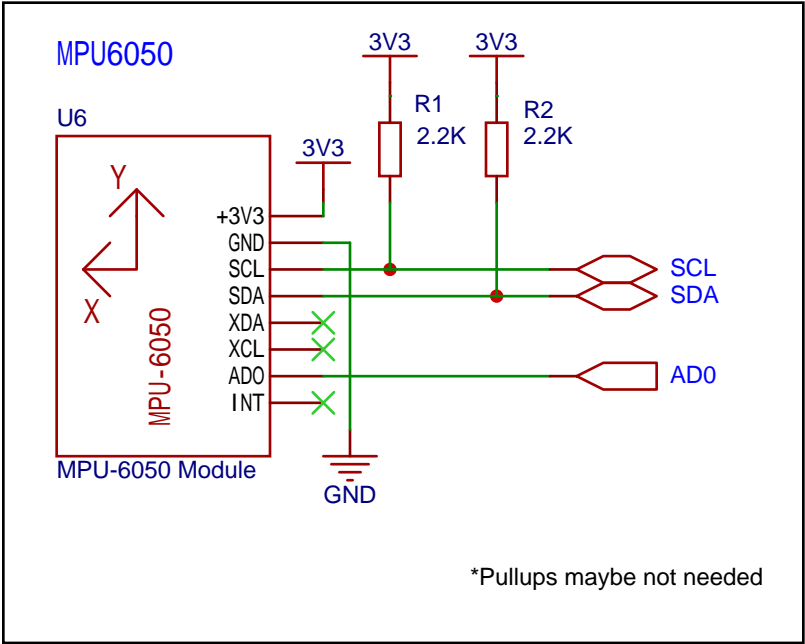 MPU6050
3V3
3V3
R1
2.2K
R2
2.2K
U6
3V3
Y
X
MPU-6050
+3V3
GND
SCL
SDA
XDA
XCL
ADO
INT
SCL
SDA
AD0
MPU-6050 Module
GND
*Pullups maybe not needed